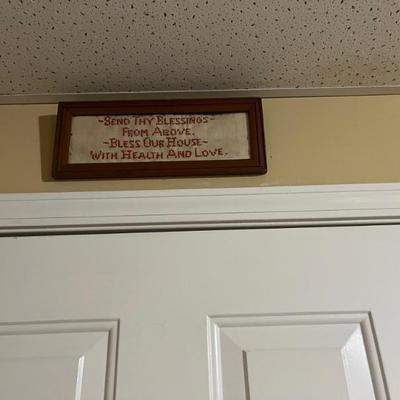 -Send Thy Blessings-
From Above.
-Bless Our House-
With Health And Love.